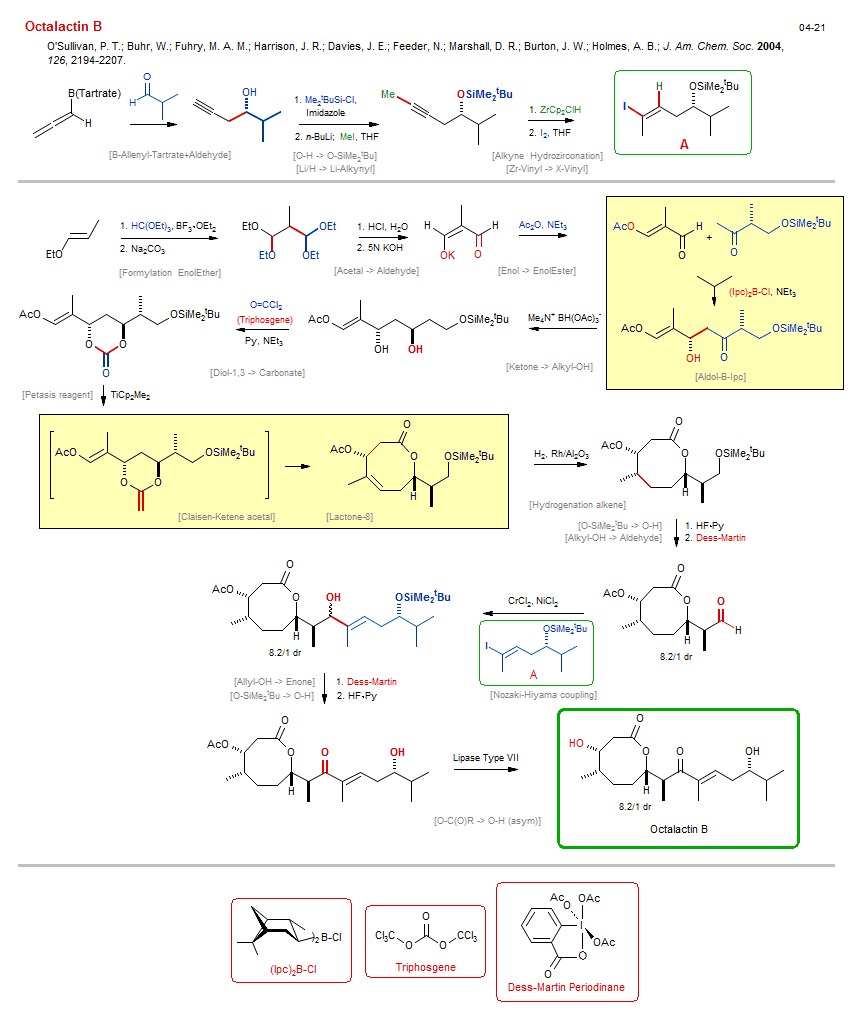 Octalactin B
04-21
O'Sullivan, P. T.; Buhr, W.; Fuhry, M. A. M.; Harrison, J. R.; Davies, J. E.; Feeder, N.; Marshall, D. R.; Burton, J. W.; Holmes, A. B.; J. Am. Chem. Soc. 2004,
126, 2194-2207.
B(Tartrate)
H
O
H
[B-Allenyl-Tartrate+Aldehyde]
OH
1. Me2tBuSi-Cl,
Imidazole
2. n-BuLi; MeI, THF
[O-H -> O-SiMe2tBu]
[Li/H -> Li-Alkynyl]
Me
OSiMe2tBu
1. ZrCp2ClH
2. I2, THF
[Alkyne Hydrozirconation]
[Zr-Vinyl -> X-Vinyl]
H
OSiMe2tBu
I
A
EtO
1. HC(OEt)3, BF3•OEt2
2. Na2CO3
[Formylation EnolEther]
EtO
OEt
EtO
OEt
1. HCl, H2O
2. 5N KOH
[Acetal -> Aldehyde]
H
H
OK
O
Ac2O, NEt3
[Enol -> EnolEster]
AcO
H
O
+
O
OSiMe2tBu
(Ipc)2B-Cl, NEt3
AcO
OH
O
OSiMe2tBu
[Aldol-B-Ipc]
AcO
OSiMe2tBu
O
O
O
O=CCl2
(Triphosgene)
Py, NEt3
[Diol-1,3 -> Carbonate]
AcO
OSiMe2tBu
OH
OH
Me4N+ BH(OAc)3-
[Ketone -> Alkyl-OH]
[Petasis reagent]
TiCp2Me2
AcO
OSiMe2tBu
O
O
[Claisen-Ketene acetal]
O
AcO
O
OSiMe2tBu
H
[Lactone-8]
H2, Rh/Al2O3
[Hydrogenation alkene]
O
AcO
O
OSiMe2tBu
H
[O-SiMe2tBu -> O-H]
[Alkyl-OH -> Aldehyde]
1. HF•Py
2. Dess-Martin
O
AcO
O
OH
OSiMe2tBu
H
8.2/1 dr
CrCl2, NiCl2
OSiMe2tBu
I
A
[Nozaki-Hiyama coupling]
O
AcO
O
O
H
H
8.2/1 dr
[Allyl-OH -> Enone]
[O-SiMe2tBu -> O-H]
1. Dess-Martin
2. HF•Py
O
AcO
O
O
OH
H
Lipase Type VII
[O-C(O)R -> O-H (asym)]
O
HO
O
O
OH
H
8.2/1 dr
Octalactin B
)2B-Cl
(Ipc)2B-Cl
O
Cl3C
O
O
CCl3
Triphosgene
AcO
OAc
I
OAc
O
O
Dess-Martin Periodinane